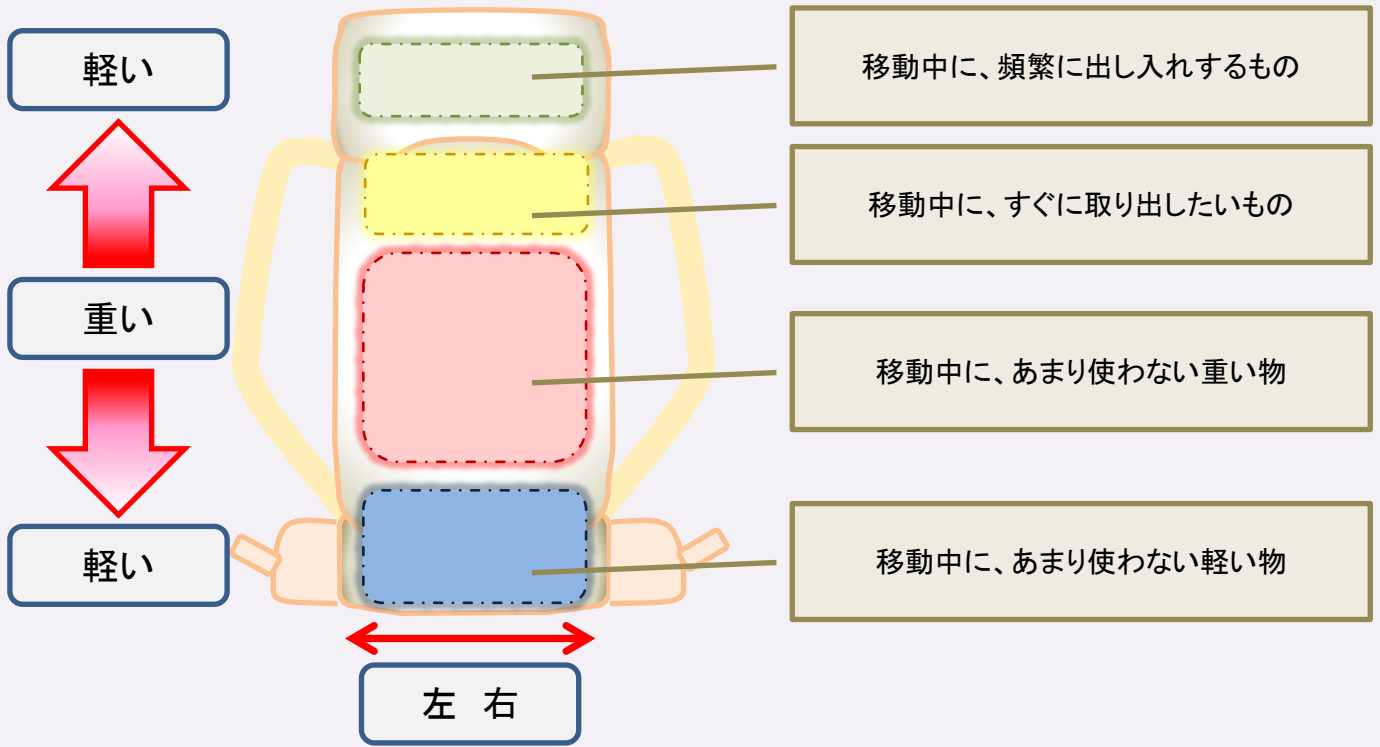 軽い
移動中に、頻繁に出し入れするもの
移動中に、すぐに取り出したいもの
重い
移動中に、あまり使わない重い物
軽い
移動中に、あまり使わない軽い物
左　右